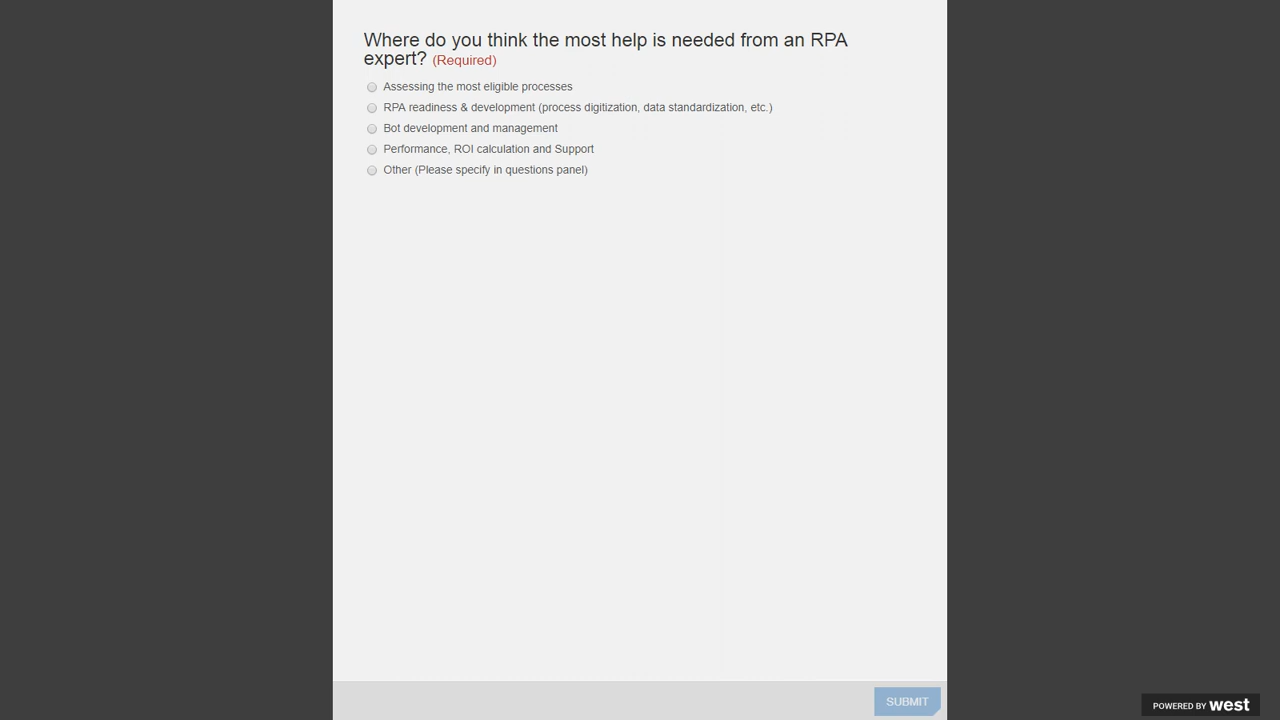 Where do you think the most help is needed from an RPA
expert? (Required)
Assessing the most eligible processes
RPA readiness & development (process digitization, data standardization, etc.)
Bot development and management
Performance, ROI calculation and Support
Other (Please specify in questions panel)
SUBMIT
POWERED BY west